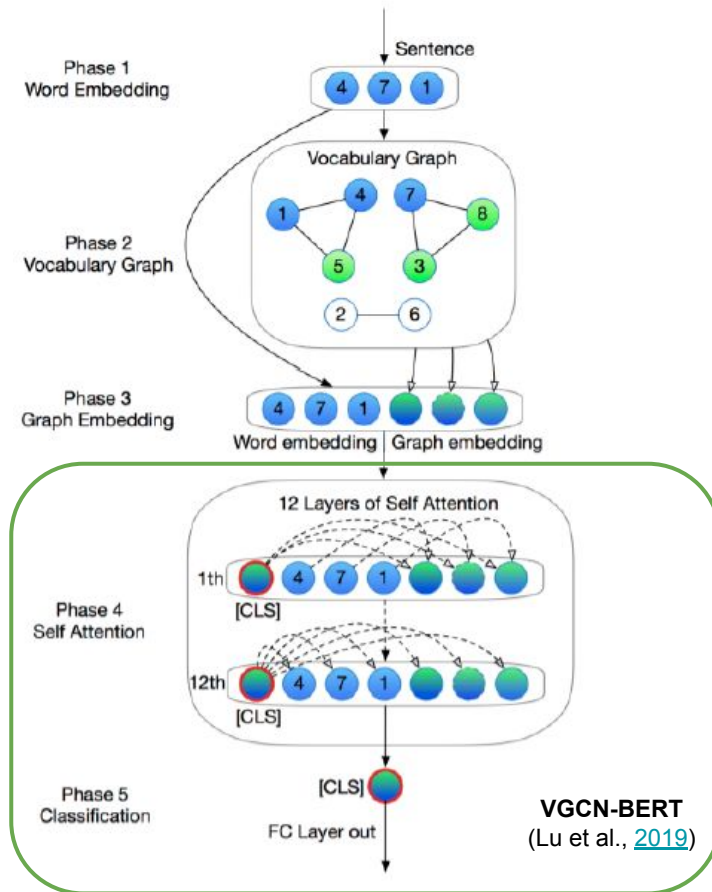 Sentence
Phase 1
Word Embedding
4 7 1
Vocabulary Graph
4 7
1 8
5 3
Phase 2
Vocabulary Graph
2 6
Phase 3
Graph Embedding
4 7 1
Word embedding Graph embedding
12 Layers of Self Attention
1th 4 7 1
[CLS]
Phase 4
Self Attention
12th 4 7 1
[CLS]
[CLS]
Phase 5
Classification
FC Layer out
VGCN-BERT
(Lu et al., 2019)